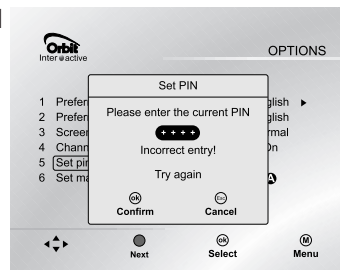 Orbit
Interactive
OPTIONS
Set PIN
Please enter the current PIN
++++
Incorrect entry!
Try again
ok
Confirm
Esc
Cancel
1 Prefer glish
2 Prefer glish
3 Screer rmal
4 Chann On
5 Set pin
6 Set ma A
Next
ok
Select
M
Menu